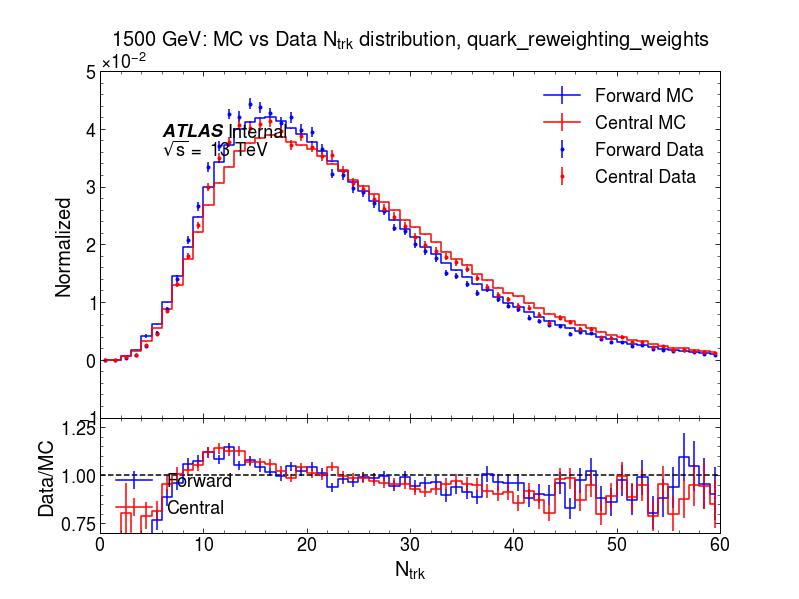 1500 GeV: MC vs Data N_trk distribution, quark_reweighting_weights
×10⁻²
5
4
3
2
1
0
−1
Normalized
ATLAS Internal
√s = 13 TeV
Forward MC
Central MC
Forward Data
Central Data
1.25
1.00
0.75
Data/MC
Forward
Central
0 10 20 30 40 50 60
N_trk